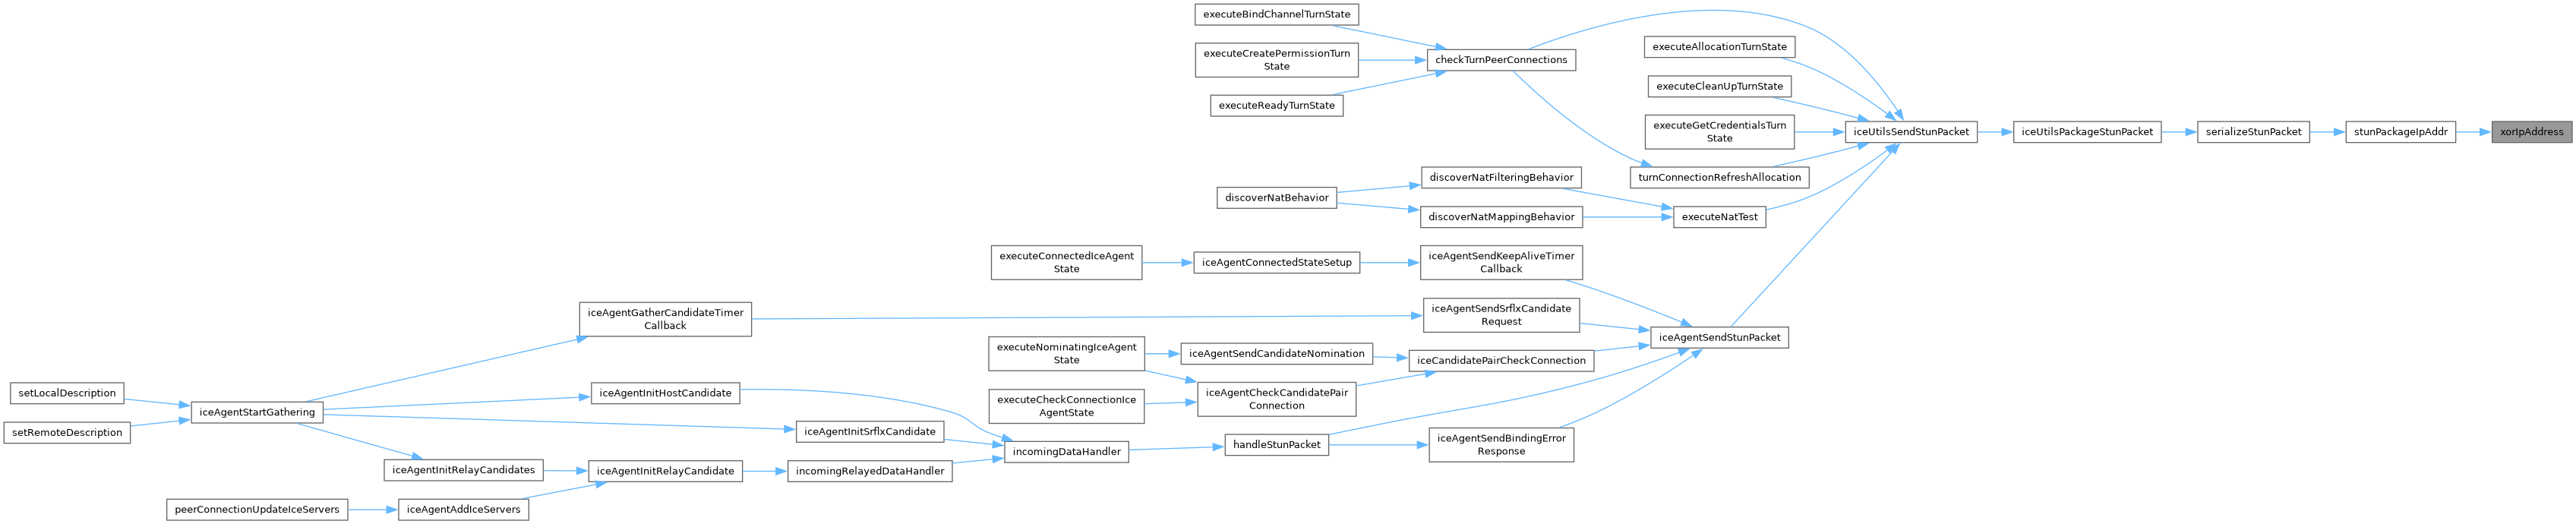 executeBindChannelTurnState
executeCreatePermissionTurn
State
executeReadyTurnState
checkTurnPeerConnections
executeAllocationTurnState
executeCleanUpTurnState
executeGetCredentialsTurn
State
turnConnectionRefreshAllocation
iceUtilsSendStunPacket
iceUtilsPackageStunPacket
serializeStunPacket
stunPackageIpAddr
xorIpAddress
discoverNatBehavior
discoverNatFilteringBehavior
discoverNatMappingBehavior
executeNatTest
executeConnectedIceAgent
State
iceAgentConnectedStateSetup
iceAgentSendKeepAliveTimer
Callback
iceAgentGatherCandidateTimer
Callback
iceAgentSendSrflxCandidate
Request
iceAgentSendStunPacket
executeNominatingIceAgent
State
iceAgentSendCandidateNomination
iceCandidatePairCheckConnection
executeCheckConnectionIce
AgentState
iceAgentCheckCandidatePair
Connection
setLocalDescription
setRemoteDescription
iceAgentStartGathering
iceAgentInitHostCandidate
iceAgentInitSrflxCandidate
incomingDataHandler
handleStunPacket
iceAgentSendBindingError
Response
iceAgentInitRelayCandidates
iceAgentInitRelayCandidate
incomingRelayedDataHandler
peerConnectionUpdateIceServers
iceAgentAddIceServers